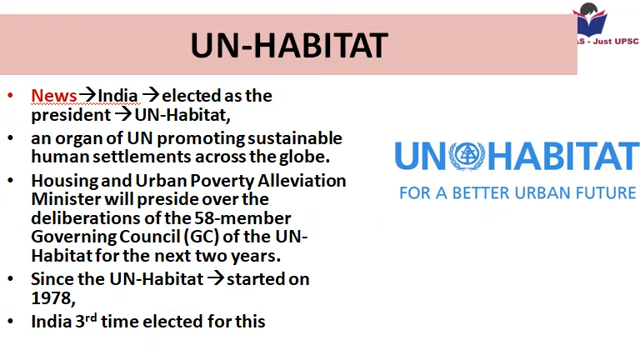 UN-HABITAT
S - Just UPSC
• News→India →elected as the
president →UN-Habitat,
• an organ of UN promoting sustainable
human settlements across the globe.
• Housing and Urban Poverty Alleviation
Minister will preside over the
deliberations of the 58-member
Governing Council (GC) of the UN-
Habitat for the next two years.
• Since the UN-Habitat →started on
1978,
• India 3rd time elected for this
UN HABITAT
FOR A BETTER URBAN FUTURE